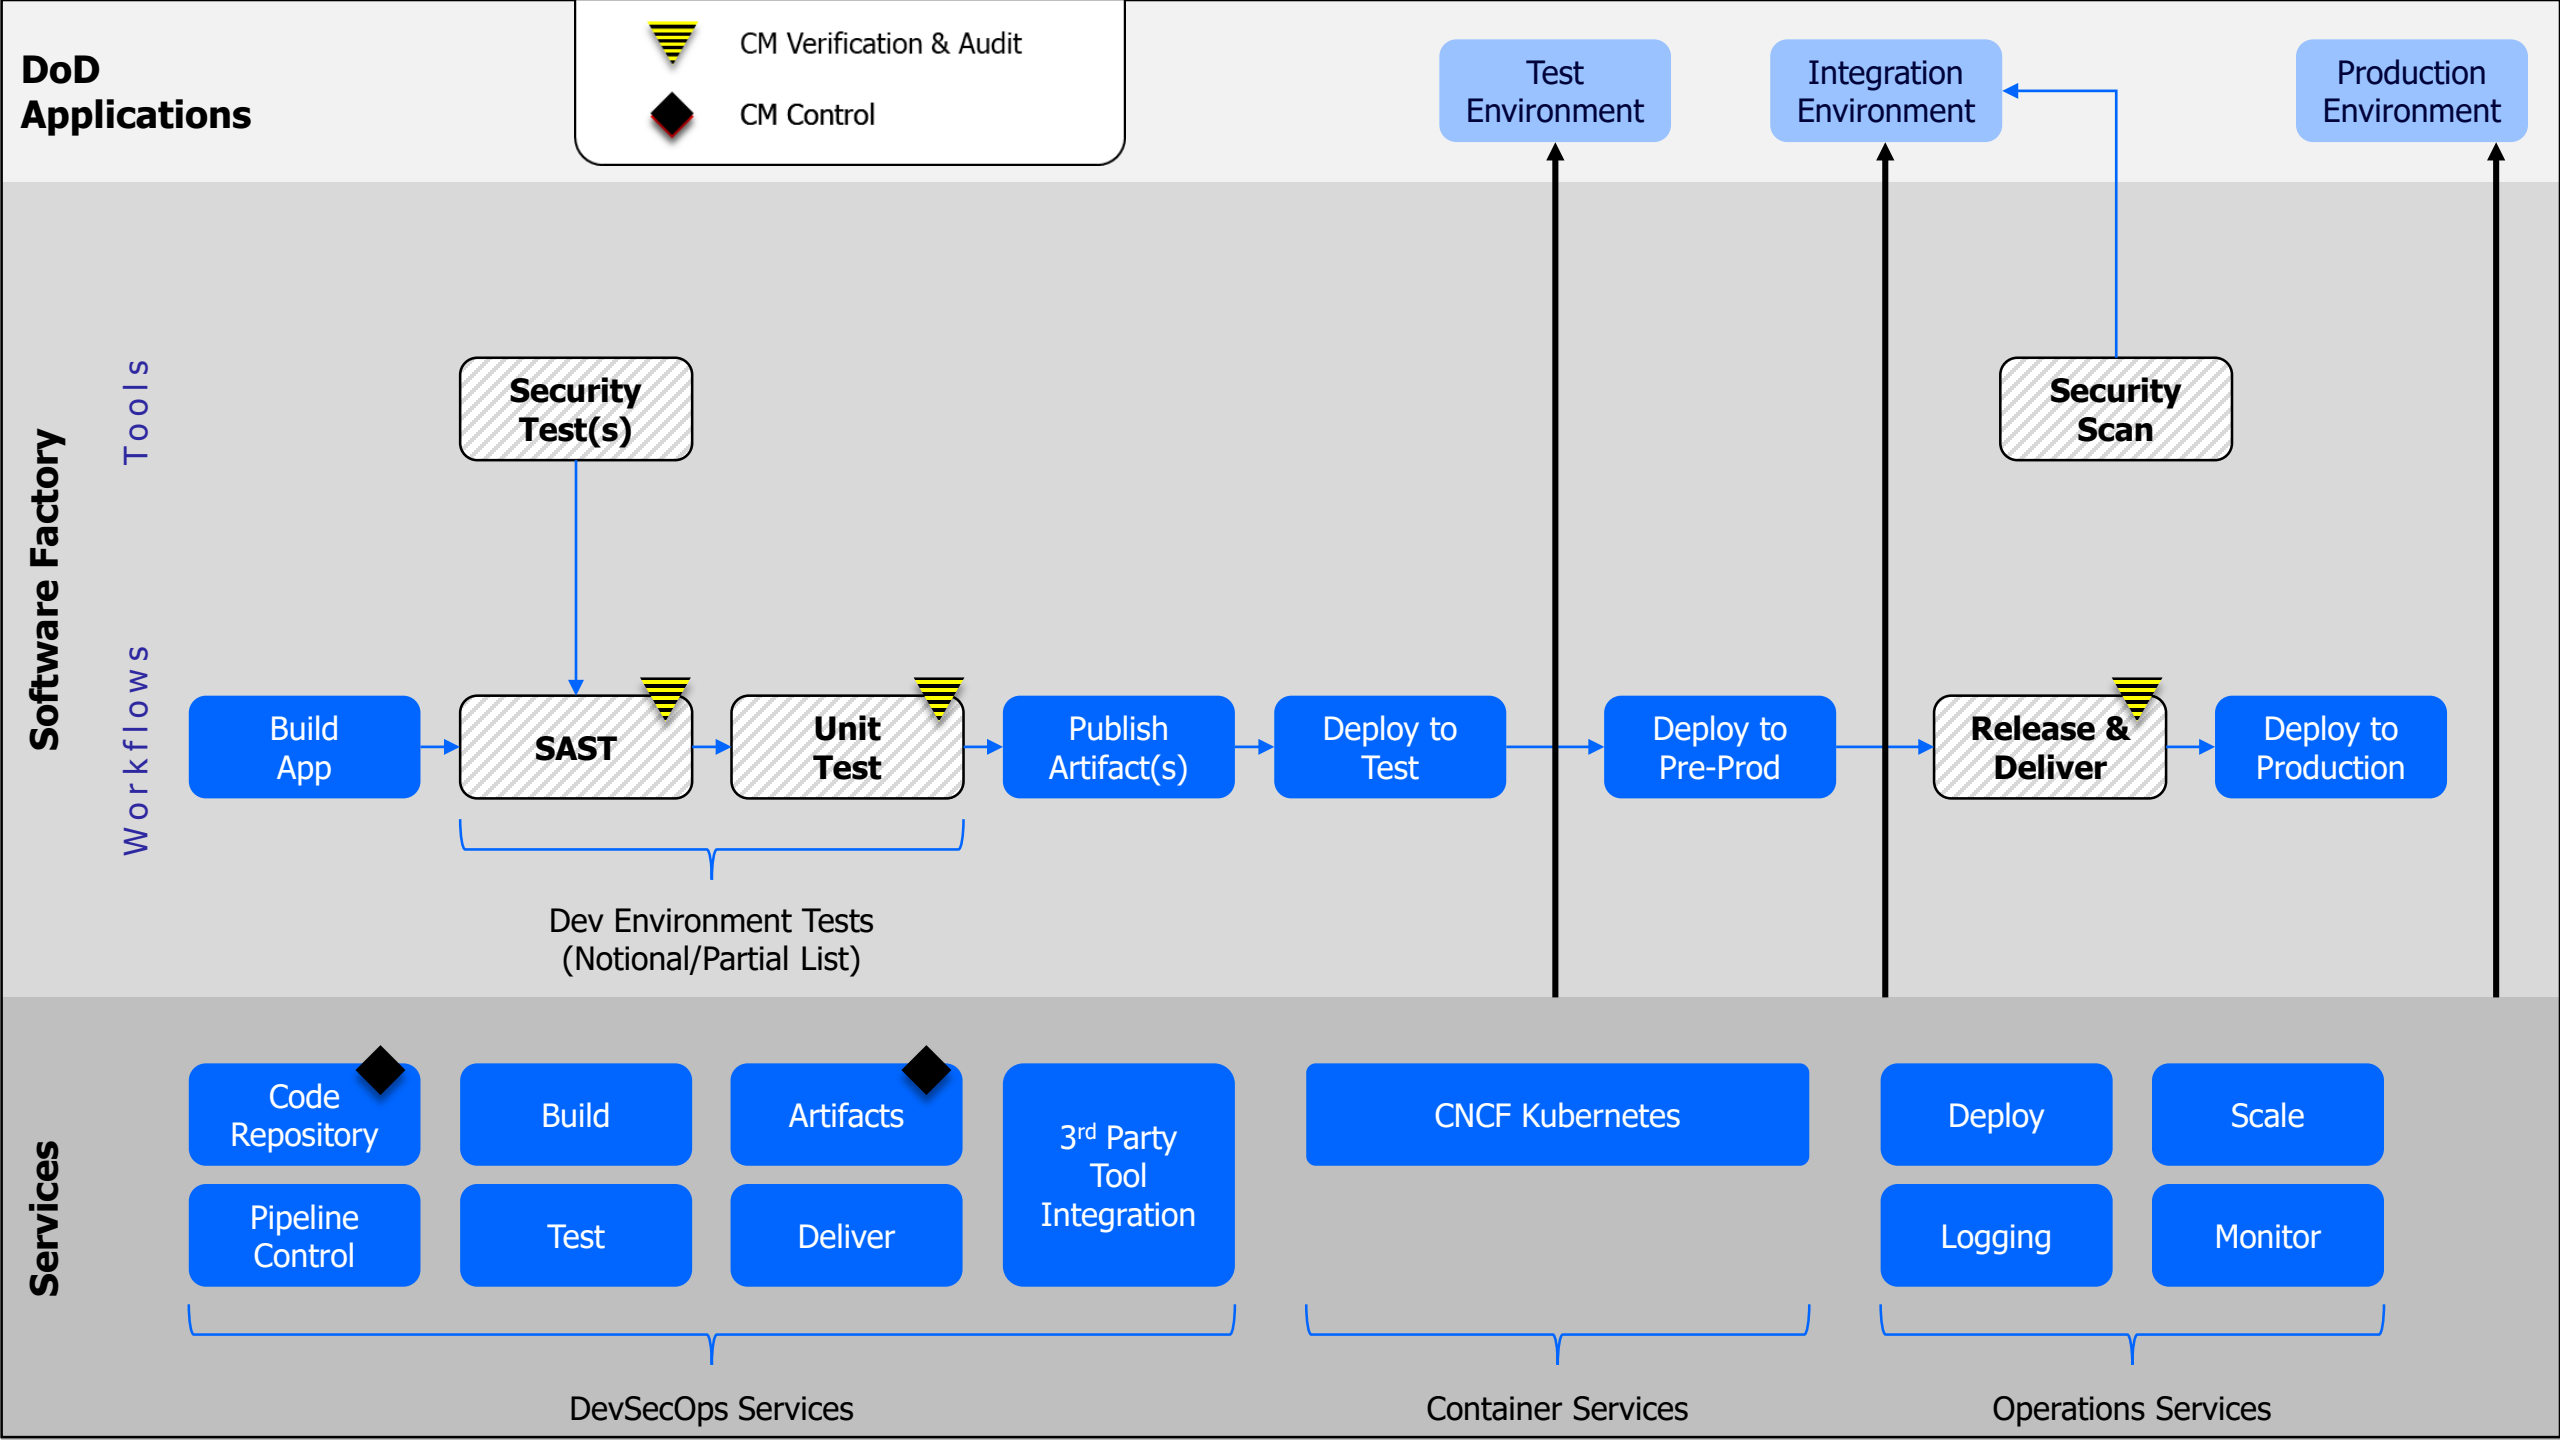 DoD
Applications
CM Verification & Audit
CM Control
Test
Environment
Integration
Environment
Production
Environment
Software Factory
Tools
Security
Test(s)
Security
Scan
Workflows
Build
App
SAST
Unit
Test
Publish
Artifact(s)
Deploy to
Test
Deploy to
Pre-Prod
Release &
Deliver
Deploy to
Production
Dev Environment Tests
(Notional/Partial List)
Services
Code
Repository
Build
Artifacts
3rd Party
Tool
Integration
Pipeline
Control
Test
Deliver
CNCF Kubernetes
Deploy
Scale
Logging
Monitor
DevSecOps Services
Container Services
Operations Services